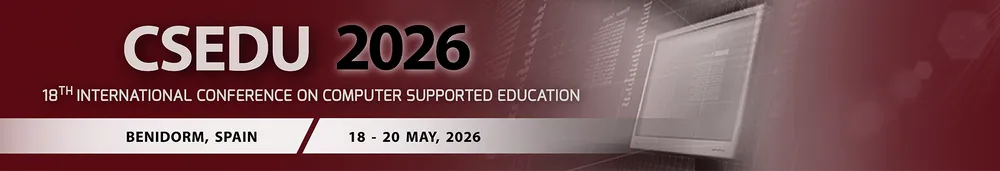 CSEDU 2026
18TH INTERNATIONAL CONFERENCE ON COMPUTER SUPPORTED EDUCATION
BENIDORM, SPAIN / 18 - 20 MAY, 2026